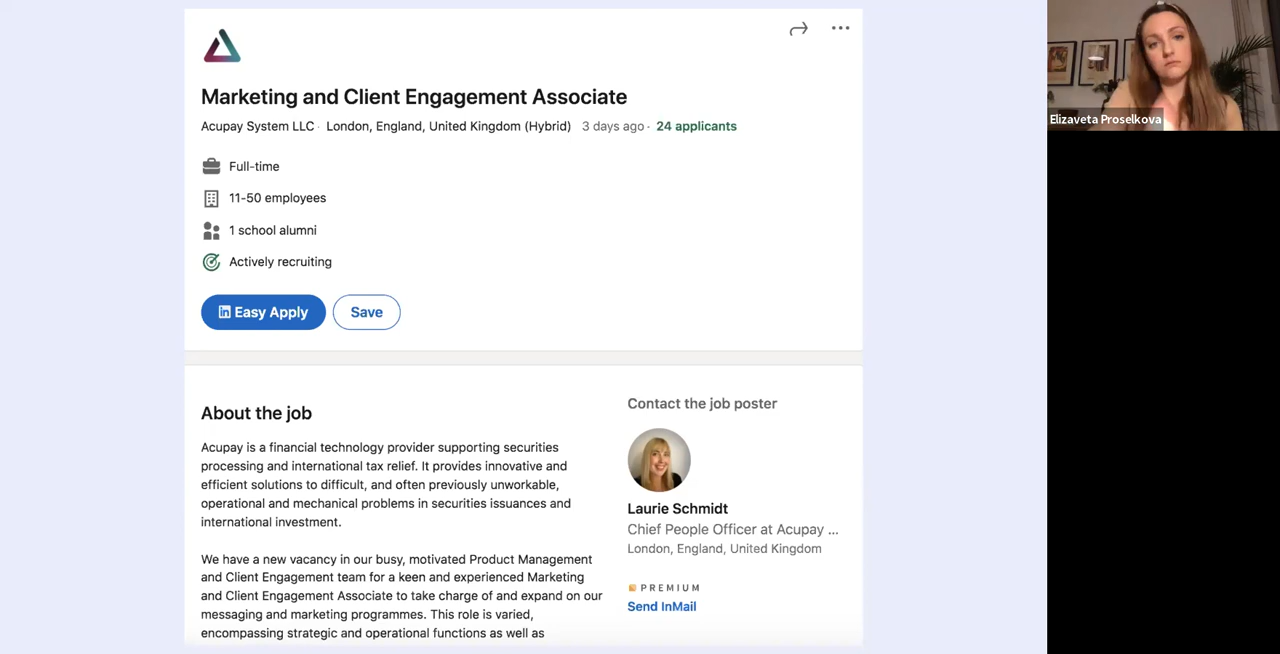 Marketing and Client Engagement Associate
Acupay System LLC · London, England, United Kingdom (Hybrid) 3 days ago · 24 applicants
Full-time
11-50 employees
1 school alumni
Actively recruiting
in Easy Apply
Save
About the job
Acupay is a financial technology provider supporting securities
processing and international tax relief. It provides innovative and
efficient solutions to difficult, and often previously unworkable,
operational and mechanical problems in securities issuances and
international investment.
We have a new vacancy in our busy, motivated Product Management
and Client Engagement team for a keen and experienced Marketing
and Client Engagement Associate to take charge of and expand on our
messaging and marketing programmes. This role is varied,
encompassing strategic and operational functions as well as
Contact the job poster
Laurie Schmidt
Chief People Officer at Acupay ...
London, England, United Kingdom
PREMIUM
Send InMail
Elizaveta Proselkova